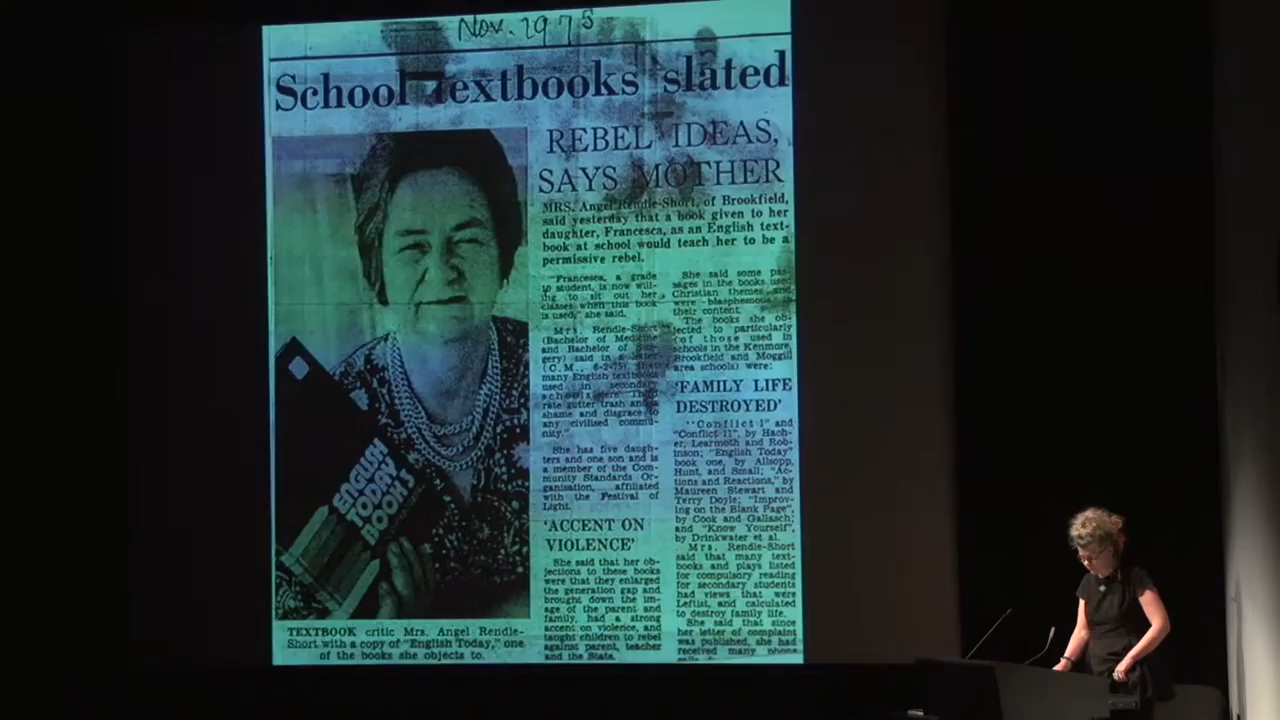 Nov. 1975
School textbooks slated
REBEL IDEAS,
SAYS MOTHER
MRS. Angel Rendle-Short, of Brookfield,
said yesterday that a book given to her
daughter, Francesca, as an English text-
book at school would teach her to be a
permissive rebel.
"Francesca, a grade
10 student, is now will-
ing to sit out her
classes when this book
is used," she said.
Mrs. Rendle-Short
(Bachelor of Medicine
and Bachelor of Sur-
gery) said in a letter
(C.M., 6-2-75) that
many English textbooks
used in secondary
schools were "Third
rate gutter trash and a
shame and disgrace to
any civilised commu-
nity."
She has five daugh-
ters and one son and is
a member of the Com-
munity Standards Or-
ganisation, affiliated
with the Festival of
Light.
'ACCENT ON
VIOLENCE'
She said that her ob-
jections to these books
were that they enlarged
the generation gap and
brought down the im-
age of the parent and
family, had a strong
accent on violence, and
taught children to rebel
against parent, teacher
and the State.
She said some pas-
sages in the books used
Christian themes and
were blasphemous in
their content.
The books she ob-
jected to particularly
(of those used in
schools in the Kenmore,
Brookfield and Moggill
area schools) were:
'FAMILY LIFE
DESTROYED'
"Conflict 1" and
"Conflict 11", by Hach-
er, Learmoth and Rob-
inson; "English Today"
book one, by Allsopp,
Hunt, and Small; "Ac-
tions and Reactions," by
Maureen Stewart and
Terry Doyle; "Improv-
ing on the Blank Page",
by Cook and Gallasch;
and "Know Yourself",
by Drinkwater et al.
Mrs. Rendle-Short
said that many text-
books and plays listed
for compulsory reading
for secondary students
had views that were
Leftist, and calculated
to destroy family life.
She said that since
her letter of complaint
was published, she had
received many phone
ENGLISH
TODAY
BOOK 3
TEXTBOOK critic Mrs. Angel Rendle-
Short with a copy of "English Today," one
of the books she objects to.